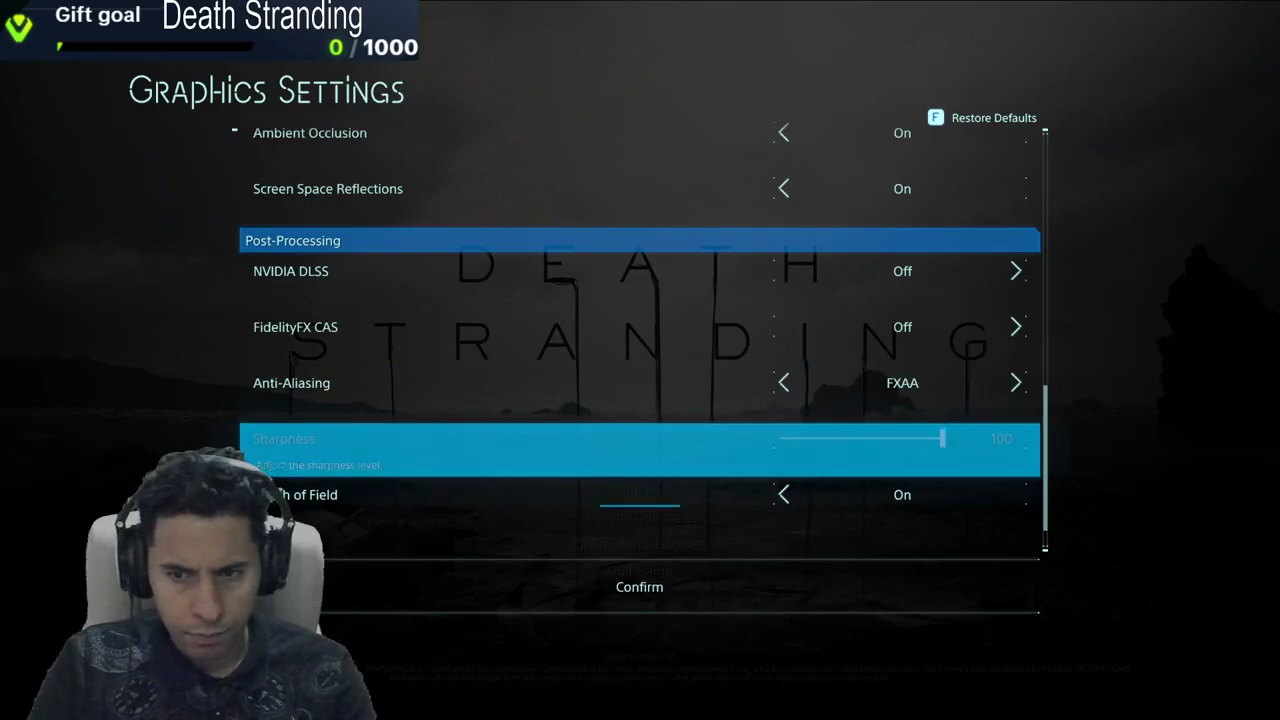 Gift goal
Death Stranding
0 / 1000
Graphics Settings
F Restore Defaults
Ambient Occlusion On
Screen Space Reflections On
Post-Processing
NVIDIA DLSS Off
FidelityFX CAS Off
Anti-Aliasing FXAA
Sharpness 100
Adjust the sharpness level.
of Field On
Confirm
DEATH
STRANDING